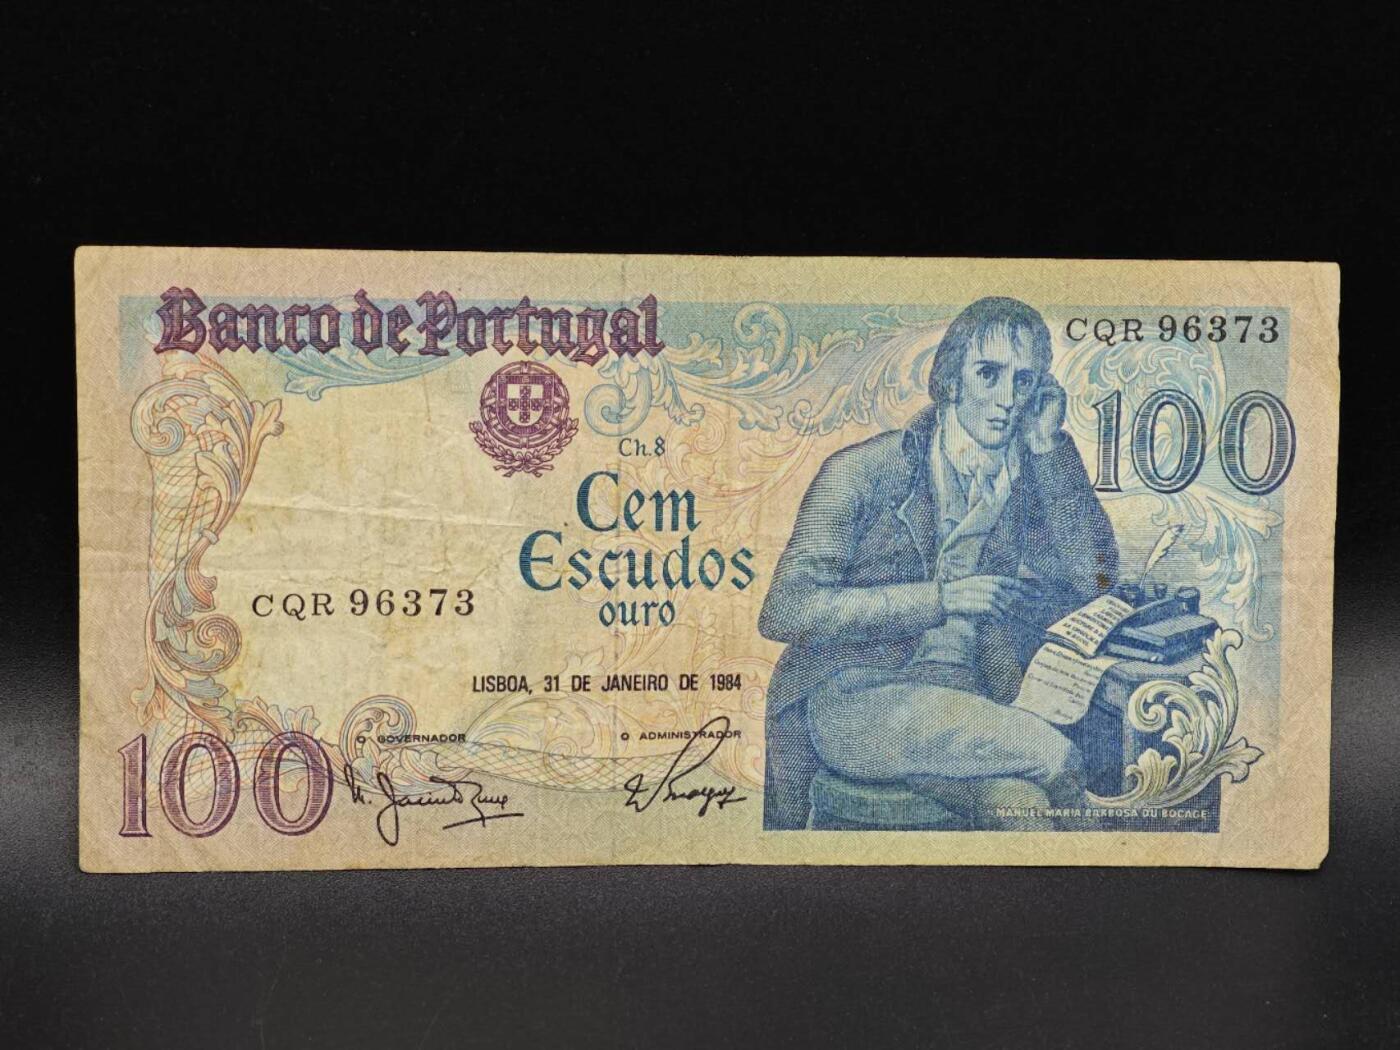 Banco de Portugal
CQR 96373
100
Ch.8
Cem
Escudos
ouro
CQR 96373
LISBOA, 31 DE JANEIRO DE 1984
O GOVERNADOR
O ADMINISTRADOR
100
MANUEL MARIA BARBOSA DU BOCAGE